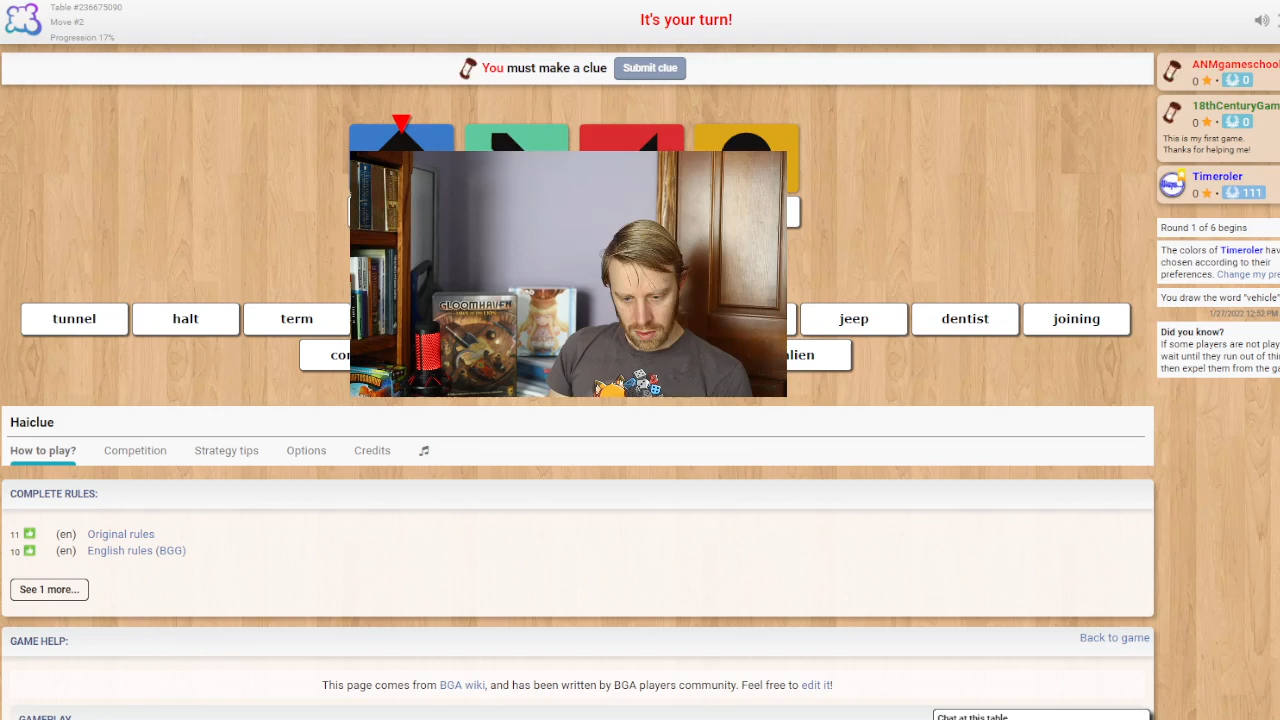 Table #236675090
Move #2
Progression 17%
It's your turn!
You must make a clue Submit clue
ANMgameschool
0 • 0
18thCenturyGam
0 • 0
This is my first game.
Thanks for helping me!
Timeroler
0 • 111
Round 1 of 6 begins
The colors of Timeroler hav
chosen according to their
preferences. Change my pre
You draw the word "vehicle"
1/27/2022 12:52 PM
Did you know?
If some players are not play
wait until they run out of thi
then expel them from the ga
tunnel halt term jeep dentist joining
cor alien
GLOOMHAVEN
Haiclue
How to play? Competition Strategy tips Options Credits
COMPLETE RULES:
11 (en) Original rules
10 (en) English rules (BGG)
See 1 more...
GAME HELP: Back to game
This page comes from BGA wiki, and has been written by BGA players community. Feel free to edit it!
GAMEPLAY
Chat at this table